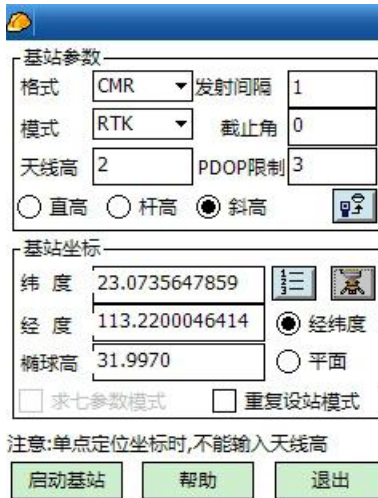 基站参数
格式 CMR 发射间隔 1
模式 RTK 截止角 0
天线高 2 PDOP限制 3
直高 杆高 斜高
基站坐标
纬 度 23.0735647859
经 度 113.2200046414 经纬度
椭球高 31.9970 平面
求七参数模式 重复设站模式
注意:单点定位坐标时,不能输入天线高
启动基站 帮助 退出